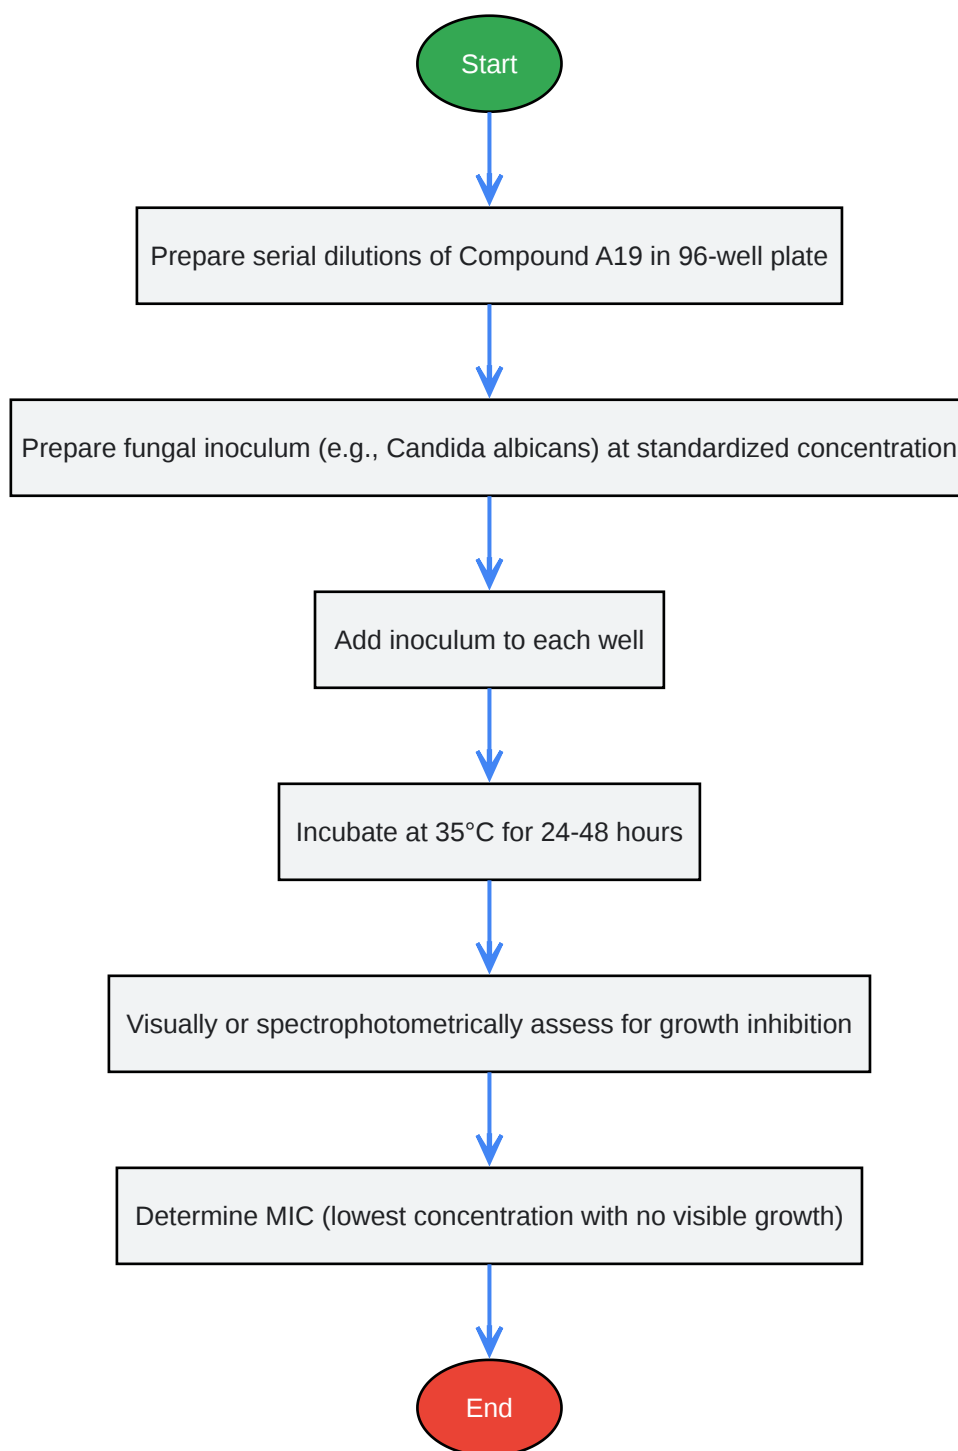 Start
Prepare serial dilutions of Compound A19 in 96-well plate
Prepare fungal inoculum (e.g., Candida albicans) at standardized concentration
Add inoculum to each well
Incubate at 35°C for 24-48 hours
Visually or spectrophotometrically assess for growth inhibition
Determine MIC (lowest concentration with no visible growth)
End